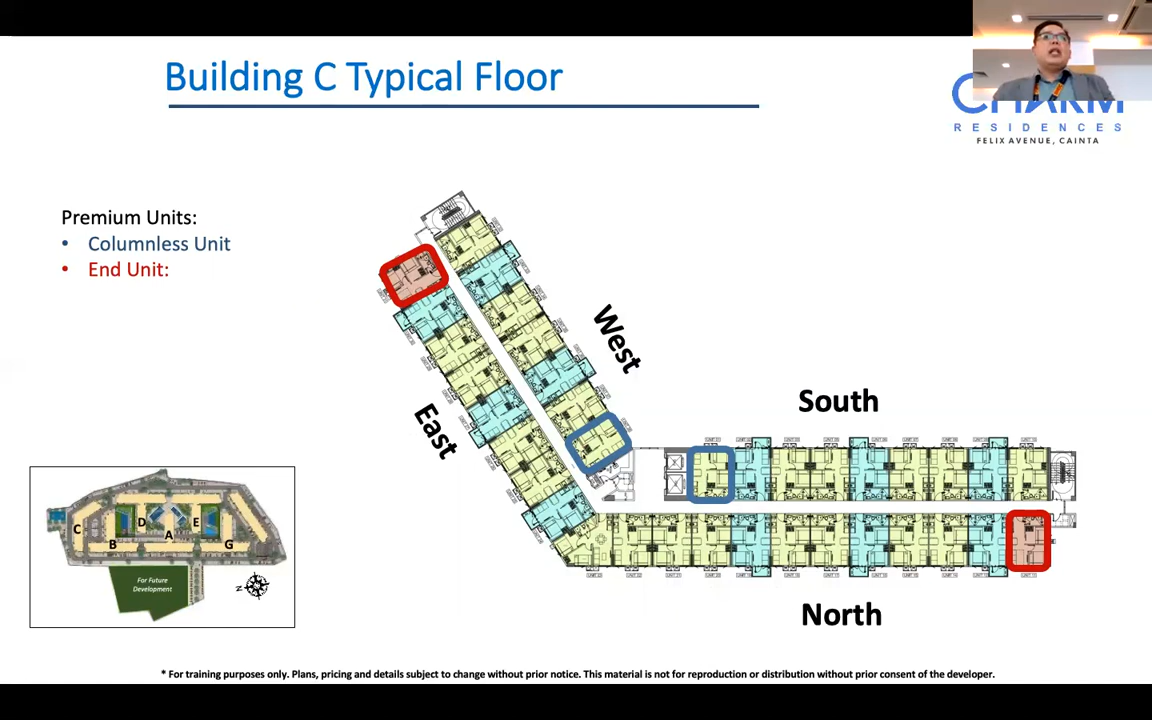 Building C Typical Floor
CHARM
RESIDENCES
FELIX AVENUE, CAINTA
Premium Units:
• Columnless Unit
• End Unit:
West
East
South
North
C
D
E
B
A
G
For Future
Development
N
* For training purposes only. Plans, pricing and details subject to change without prior notice. This material is not for reproduction or distribution without prior consent of the developer.